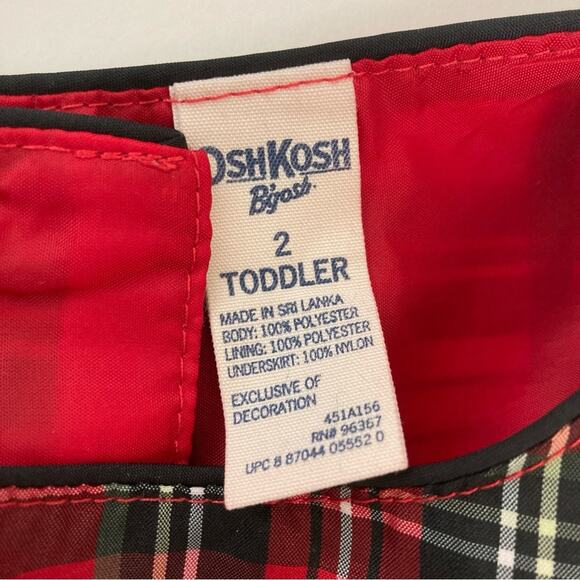 OSHKOSH
B'gosh
2
TODDLER
MADE IN SRI LANKA
BODY: 100% POLYESTER
LINING: 100% POLYESTER
UNDERSKIRT: 100% NYLON
EXCLUSIVE OF
DECORATION
451A156
RN# 96367
UPC 8 87044 05552 0